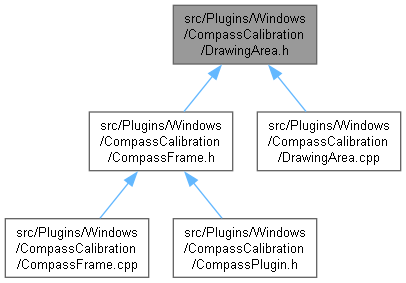 src/Plugins/Windows
/CompassCalibration
/DrawingArea.h
src/Plugins/Windows
/CompassCalibration
/CompassFrame.h
src/Plugins/Windows
/CompassCalibration
/DrawingArea.cpp
src/Plugins/Windows
/CompassCalibration
/CompassFrame.cpp
src/Plugins/Windows
/CompassCalibration
/CompassPlugin.h